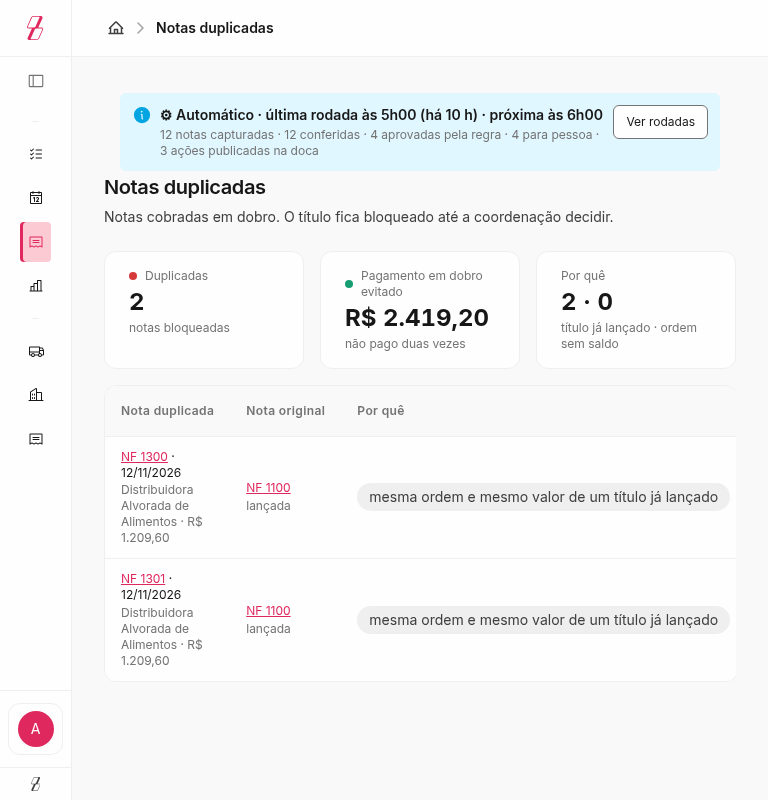 Notas duplicadas
⚙ Automático · última rodada às 5h00 (há 10 h) · próxima às 6h00
12 notas capturadas · 12 conferidas · 4 aprovadas pela regra · 4 para pessoa ·
3 ações publicadas na doca
Ver rodadas
Notas duplicadas
Notas cobradas em dobro. O título fica bloqueado até a coordenação decidir.
Duplicadas
2
notas bloqueadas
Pagamento em dobro
evitado
R$ 2.419,20
não pago duas vezes
Por quê
2 · 0
título já lançado · ordem
sem saldo
Nota duplicada Nota original Por quê
NF 1300 ·
12/11/2026
Distribuidora
Alvorada de
Alimentos · R$
1.209,60
NF 1100
lançada
mesma ordem e mesmo valor de um título já lançado
NF 1301 ·
12/11/2026
Distribuidora
Alvorada de
Alimentos · R$
1.209,60
NF 1100
lançada
mesma ordem e mesmo valor de um título já lançado
12
A